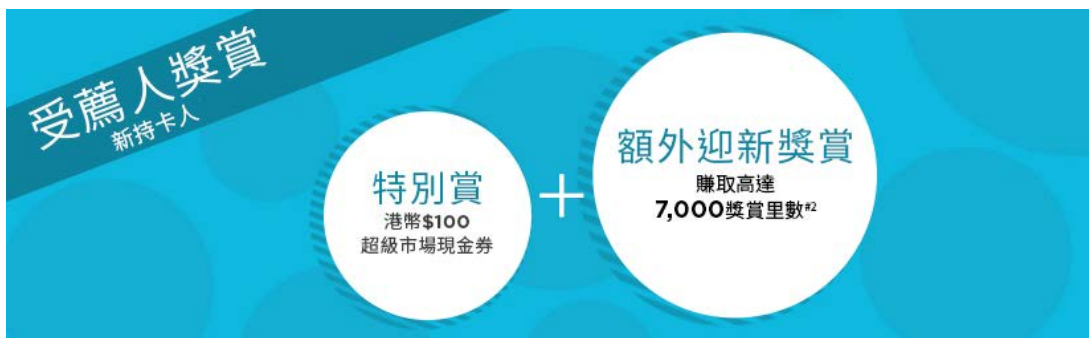 受薦人獎賞
新持卡人
特別賞
港幣$100
超級市場現金券
+
額外迎新獎賞
賺取高達
7,000獎賞里數#2